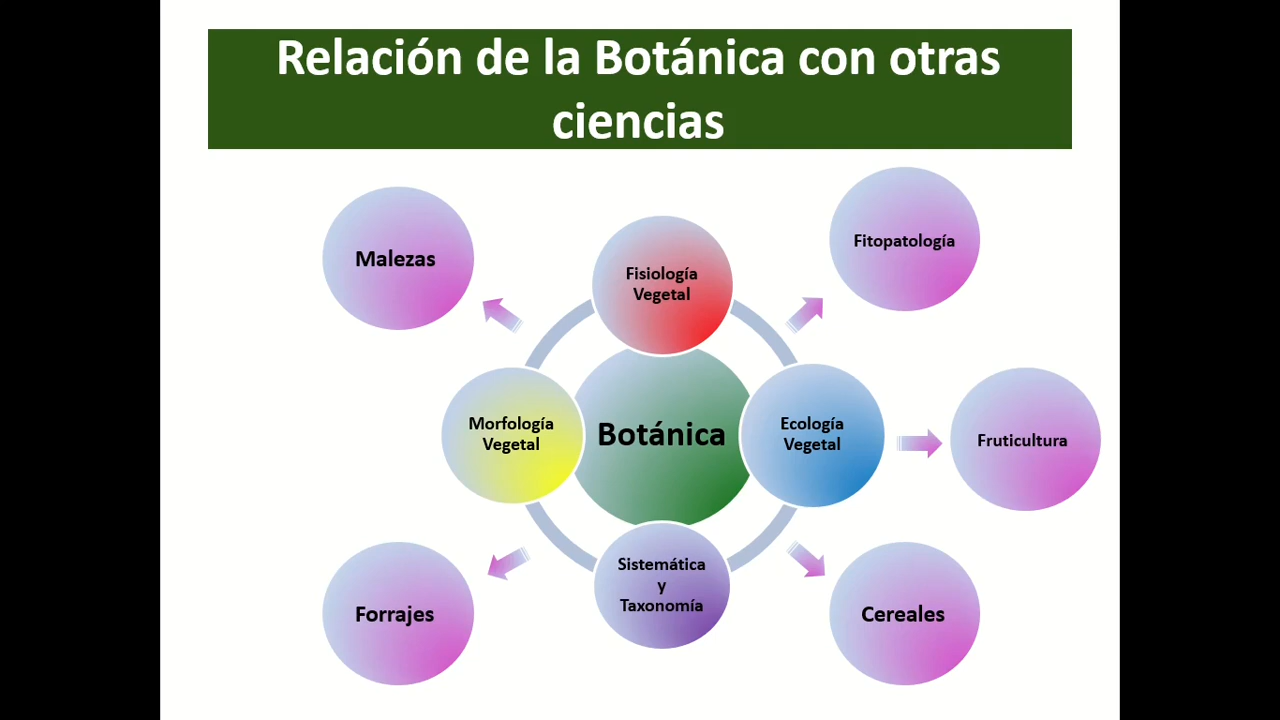 Relación de la Botánica con otras
ciencias
Malezas
Fisiología
Vegetal
Fitopatología
Morfología
Vegetal
Botánica
Ecología
Vegetal
Fruticultura
Sistemática
y
Taxonomía
Forrajes
Cereales